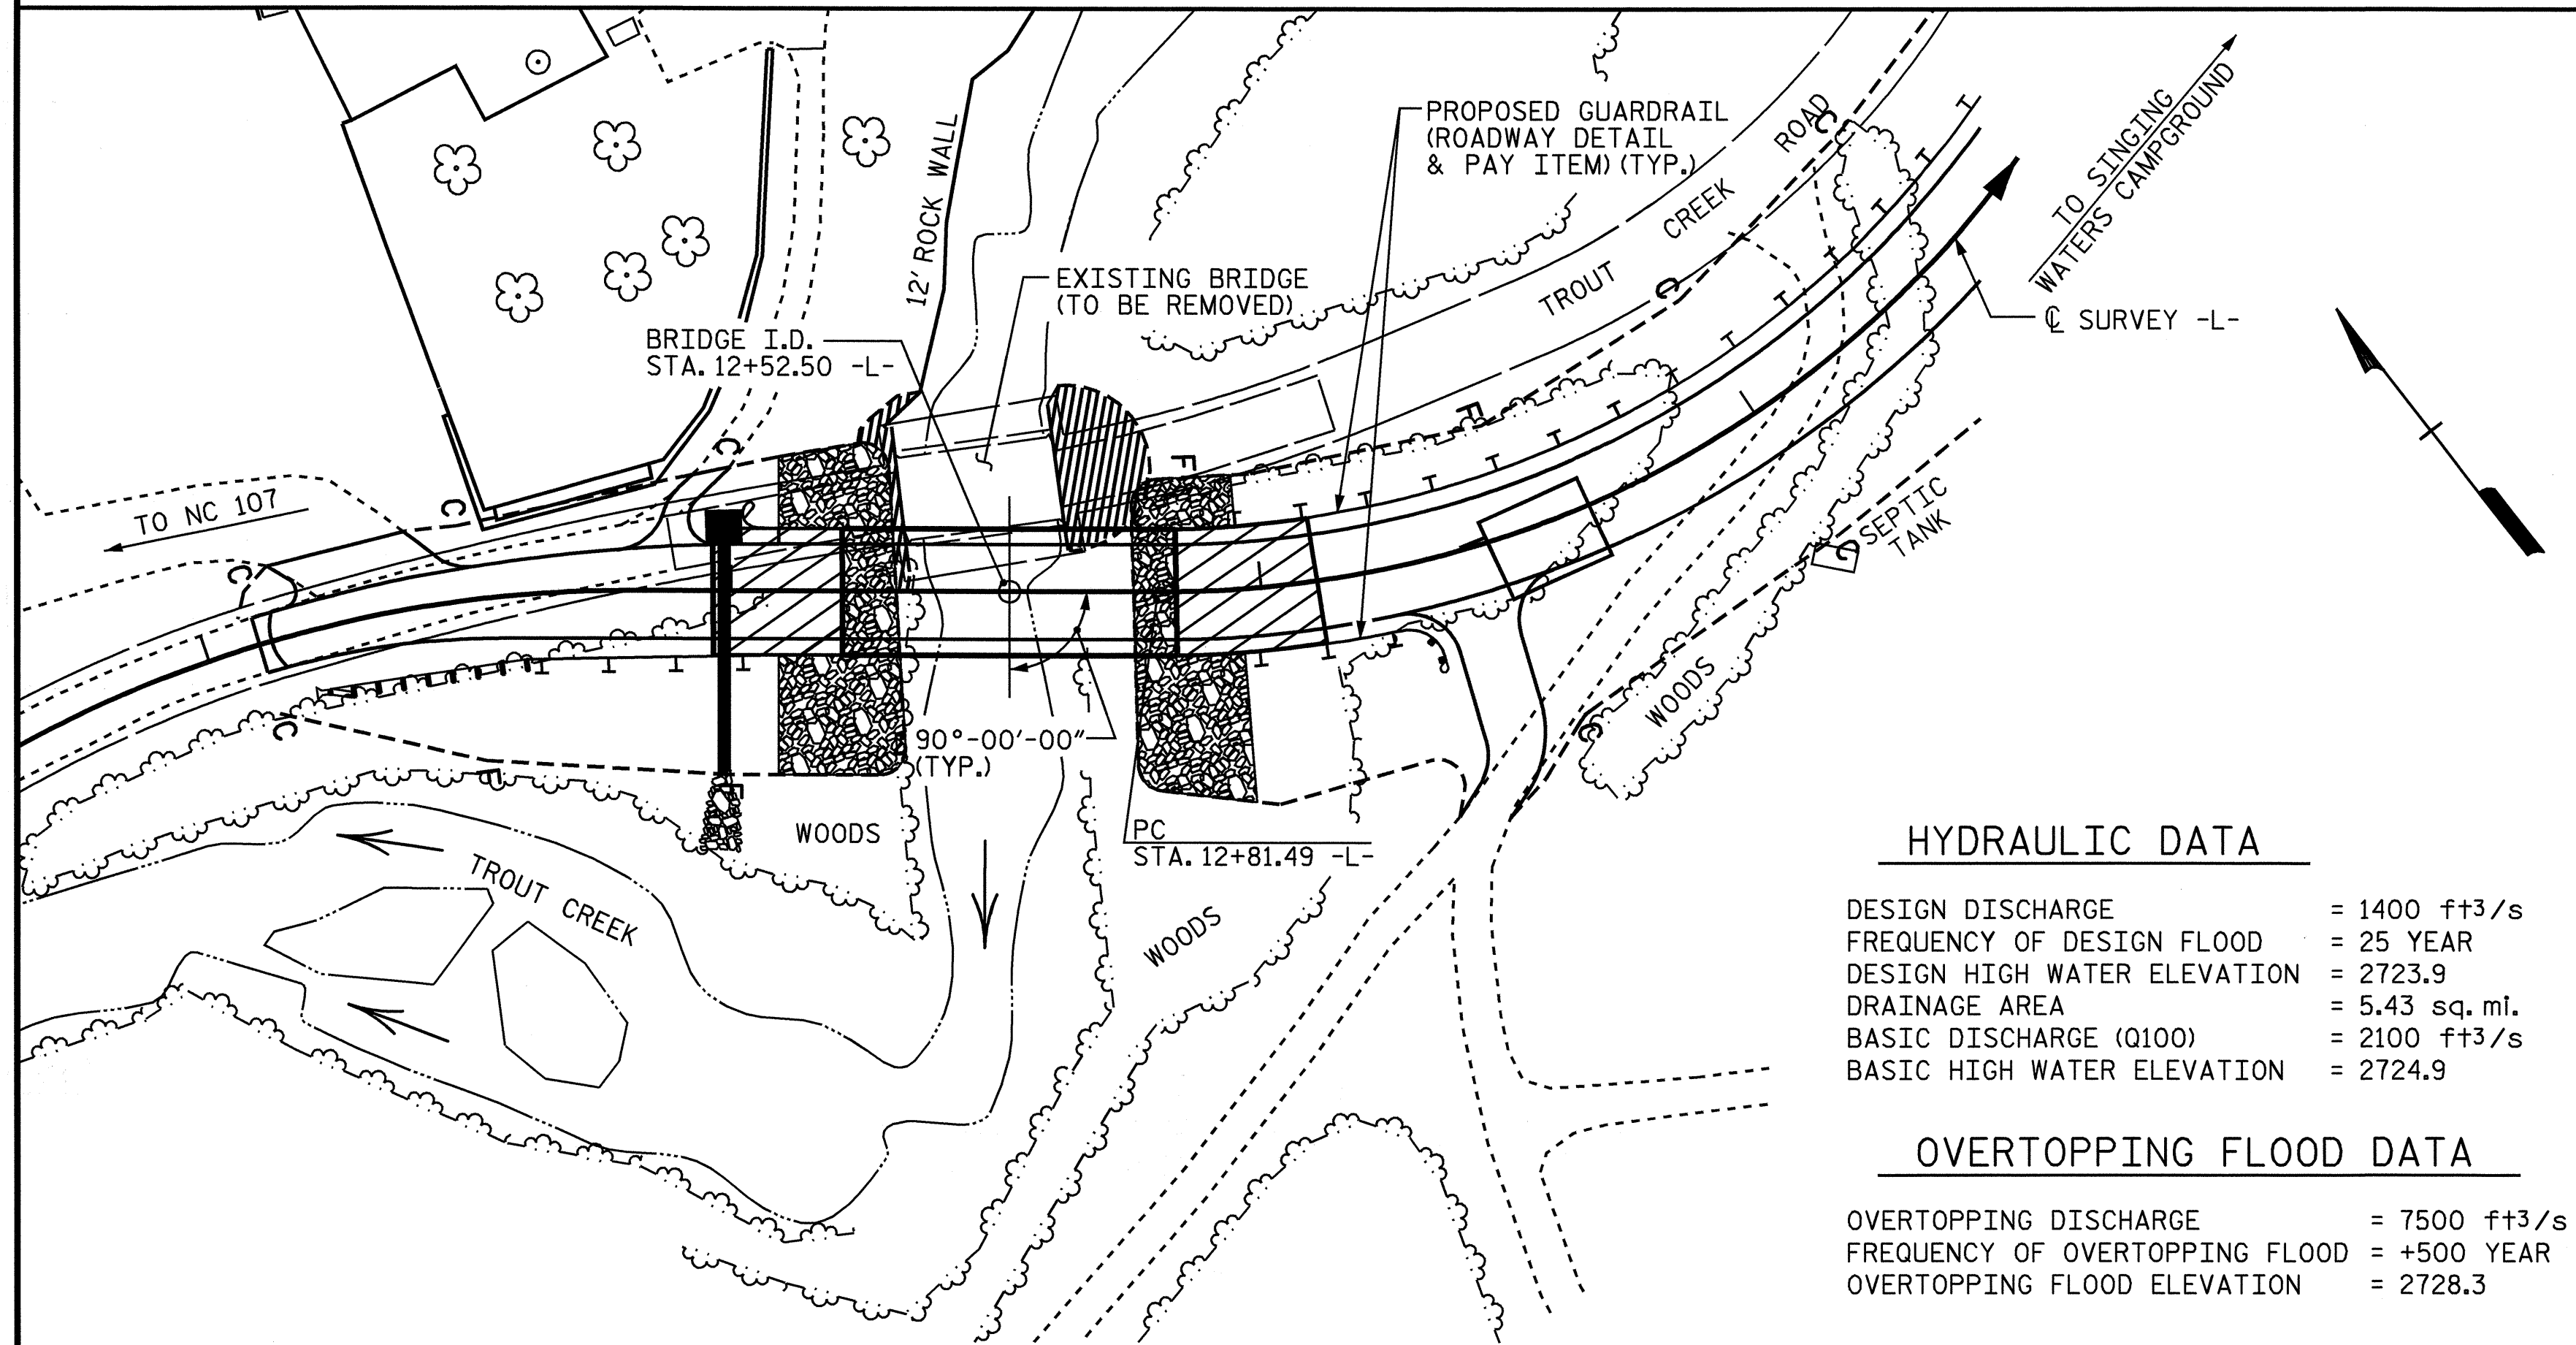 PROPOSED GUARDRAIL
(ROADWAY DETAIL
& PAY ITEM) (TYP.)
ROAD
CREEK
TROUT
TO SINGING
WATERS CAMPGROUND
12' ROCK WALL
EXISTING BRIDGE
(TO BE REMOVED)
BRIDGE I.D.
STA. 12+52.50 -L-
℄ SURVEY -L-
C
C
C
C
C
C
C
C
F
F
F
F
TO NC 107
SEPTIC
TANK
WOODS
90°-00'-00"
(TYP.)
WOODS
PC
STA. 12+81.49 -L-
TROUT CREEK
WOODS
HYDRAULIC DATA
DESIGN DISCHARGE = 1400 ft3/s
FREQUENCY OF DESIGN FLOOD = 25 YEAR
DESIGN HIGH WATER ELEVATION = 2723.9
DRAINAGE AREA = 5.43 sq. mi.
BASIC DISCHARGE (Q100) = 2100 ft3/s
BASIC HIGH WATER ELEVATION = 2724.9
OVERTOPPING FLOOD DATA
OVERTOPPING DISCHARGE = 7500 ft3/s
FREQUENCY OF OVERTOPPING FLOOD = +500 YEAR
OVERTOPPING FLOOD ELEVATION = 2728.3